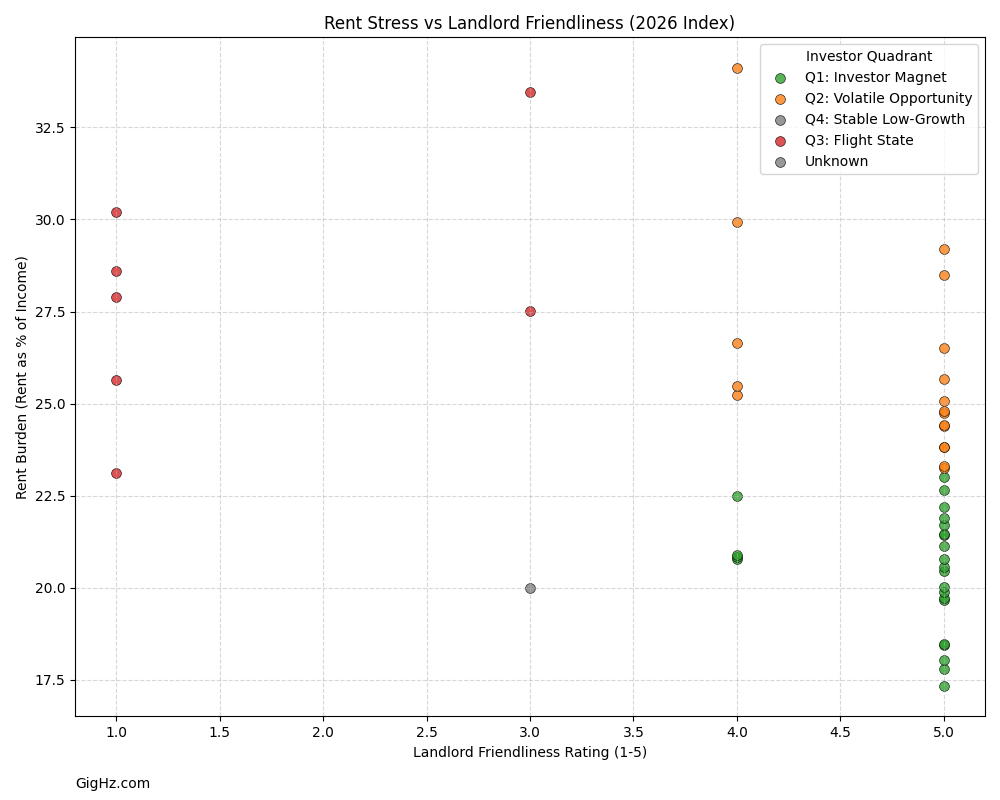 Rent Stress vs Landlord Friendliness (2026 Index)
Investor Quadrant
Q1: Investor Magnet
Q2: Volatile Opportunity
Q4: Stable Low-Growth
Q3: Flight State
Unknown
Rent Burden (Rent as % of Income)
32.5
30.0
27.5
25.0
22.5
20.0
17.5
1.0 1.5 2.0 2.5 3.0 3.5 4.0 4.5 5.0
Landlord Friendliness Rating (1-5)
GigHz.com